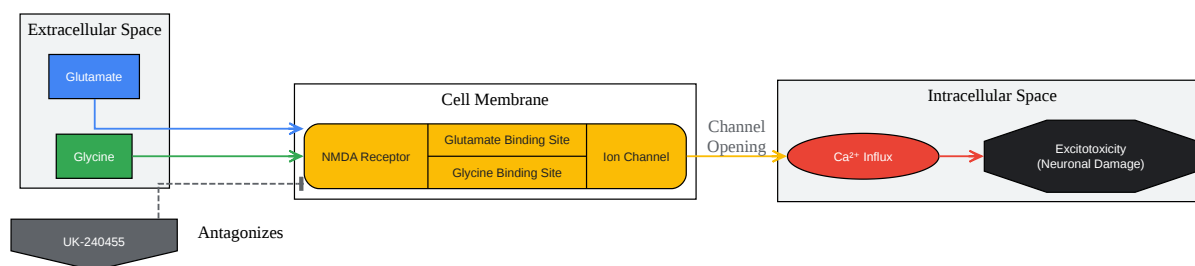 Extracellular Space
Glutamate
Glycine
UK-240455
Antagonizes
Cell Membrane
NMDA Receptor
Glutamate Binding Site
Glycine Binding Site
Ion Channel
Channel
Opening
Intracellular Space
Ca²⁺ Influx
Excitotoxicity
(Neuronal Damage)